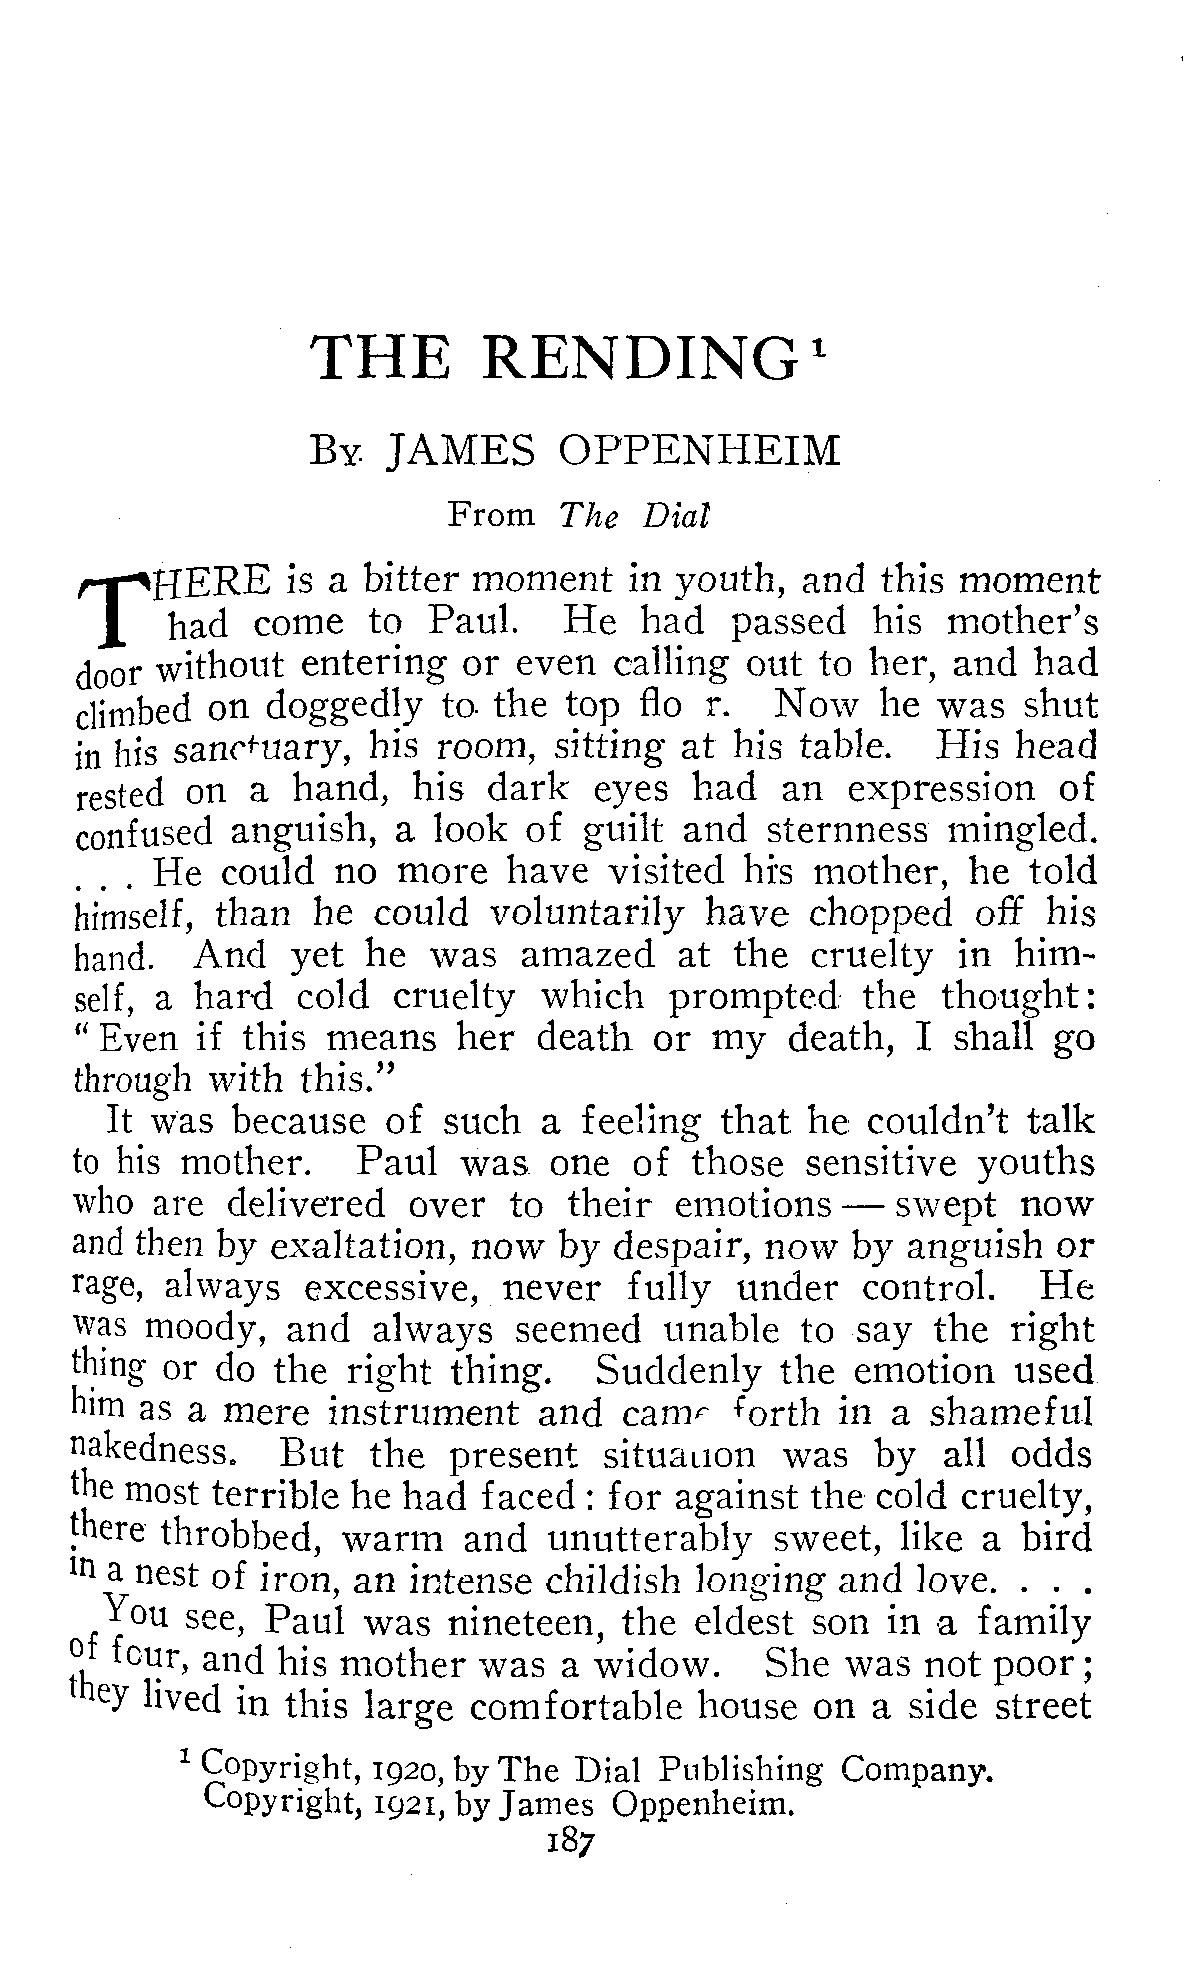 THE RENDING¹
By JAMES OPPENHEIM
From The Dial
THERE is a bitter moment in youth, and this moment
had come to Paul. He had passed his mother's
door without entering or even calling out to her, and had
climbed on doggedly to the top flo r. Now he was shut
in his sanctuary, his room, sitting at his table. His head
rested on a hand, his dark eyes had an expression of
confused anguish, a look of guilt and sternness mingled.
. . . He could no more have visited his mother, he told
himself, than he could voluntarily have chopped off his
hand. And yet he was amazed at the cruelty in him-
self, a hard cold cruelty which prompted the thought:
"Even if this means her death or my death, I shall go
through with this."
It was because of such a feeling that he couldn't talk
to his mother. Paul was one of those sensitive youths
who are delivered over to their emotions — swept now
and then by exaltation, now by despair, now by anguish or
rage, always excessive, never fully under control. He
was moody, and always seemed unable to say the right
thing or do the right thing. Suddenly the emotion used
him as a mere instrument and came forth in a shameful
nakedness. But the present situation was by all odds
the most terrible he had faced: for against the cold cruelty,
there throbbed, warm and unutterably sweet, like a bird
in a nest of iron, an intense childish longing and love. . . .
You see, Paul was nineteen, the eldest son in a family
of four, and his mother was a widow. She was not poor;
they lived in this large comfortable house on a side street
¹ Copyright, 1920, by The Dial Publishing Company.
Copyright, 1921, by James Oppenheim.
187